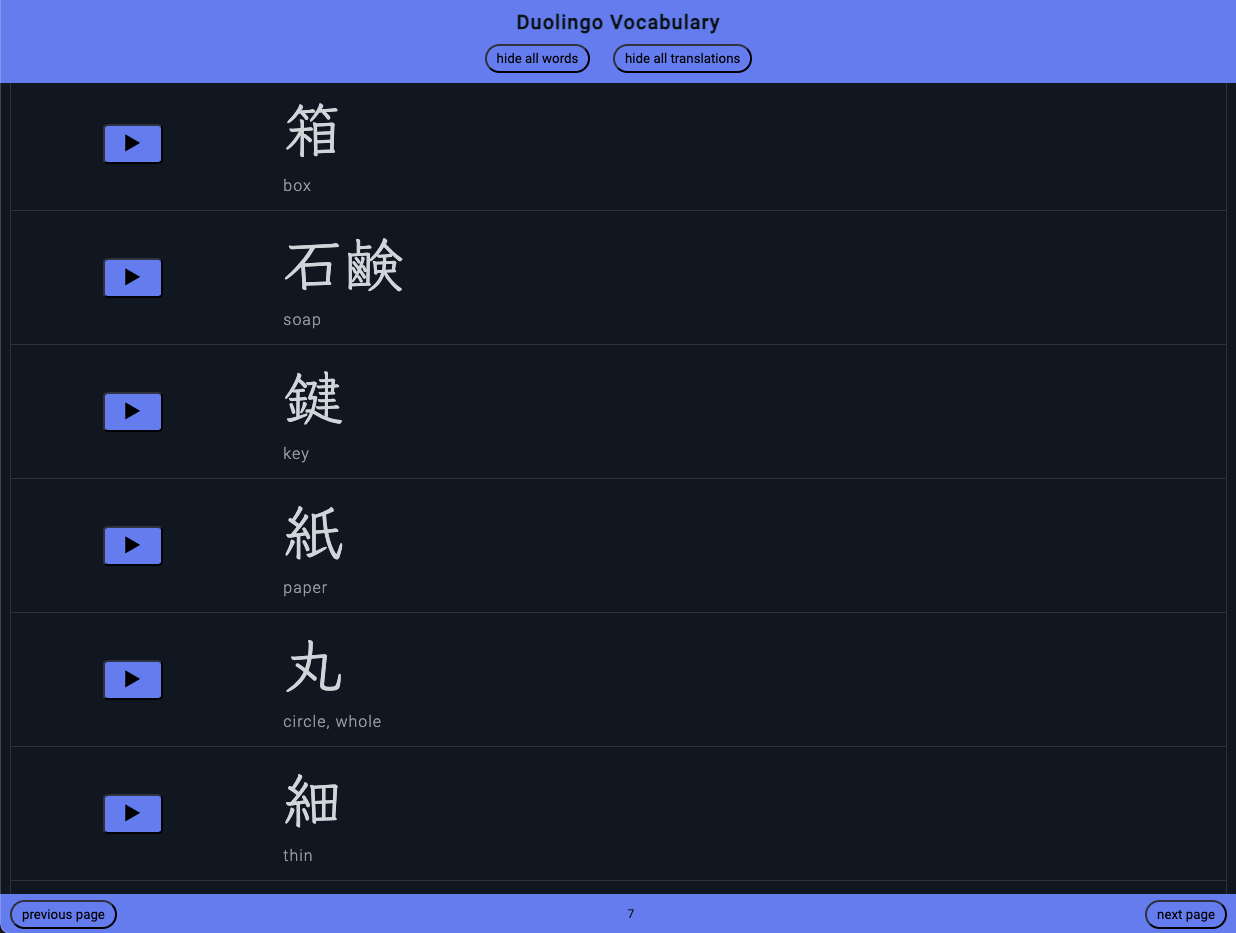 Duolingo Vocabulary
hide all words hide all translations
箱
box
石鹸
soap
鍵
key
紙
paper
丸
circle, whole
細
thin
previous page 7 next page